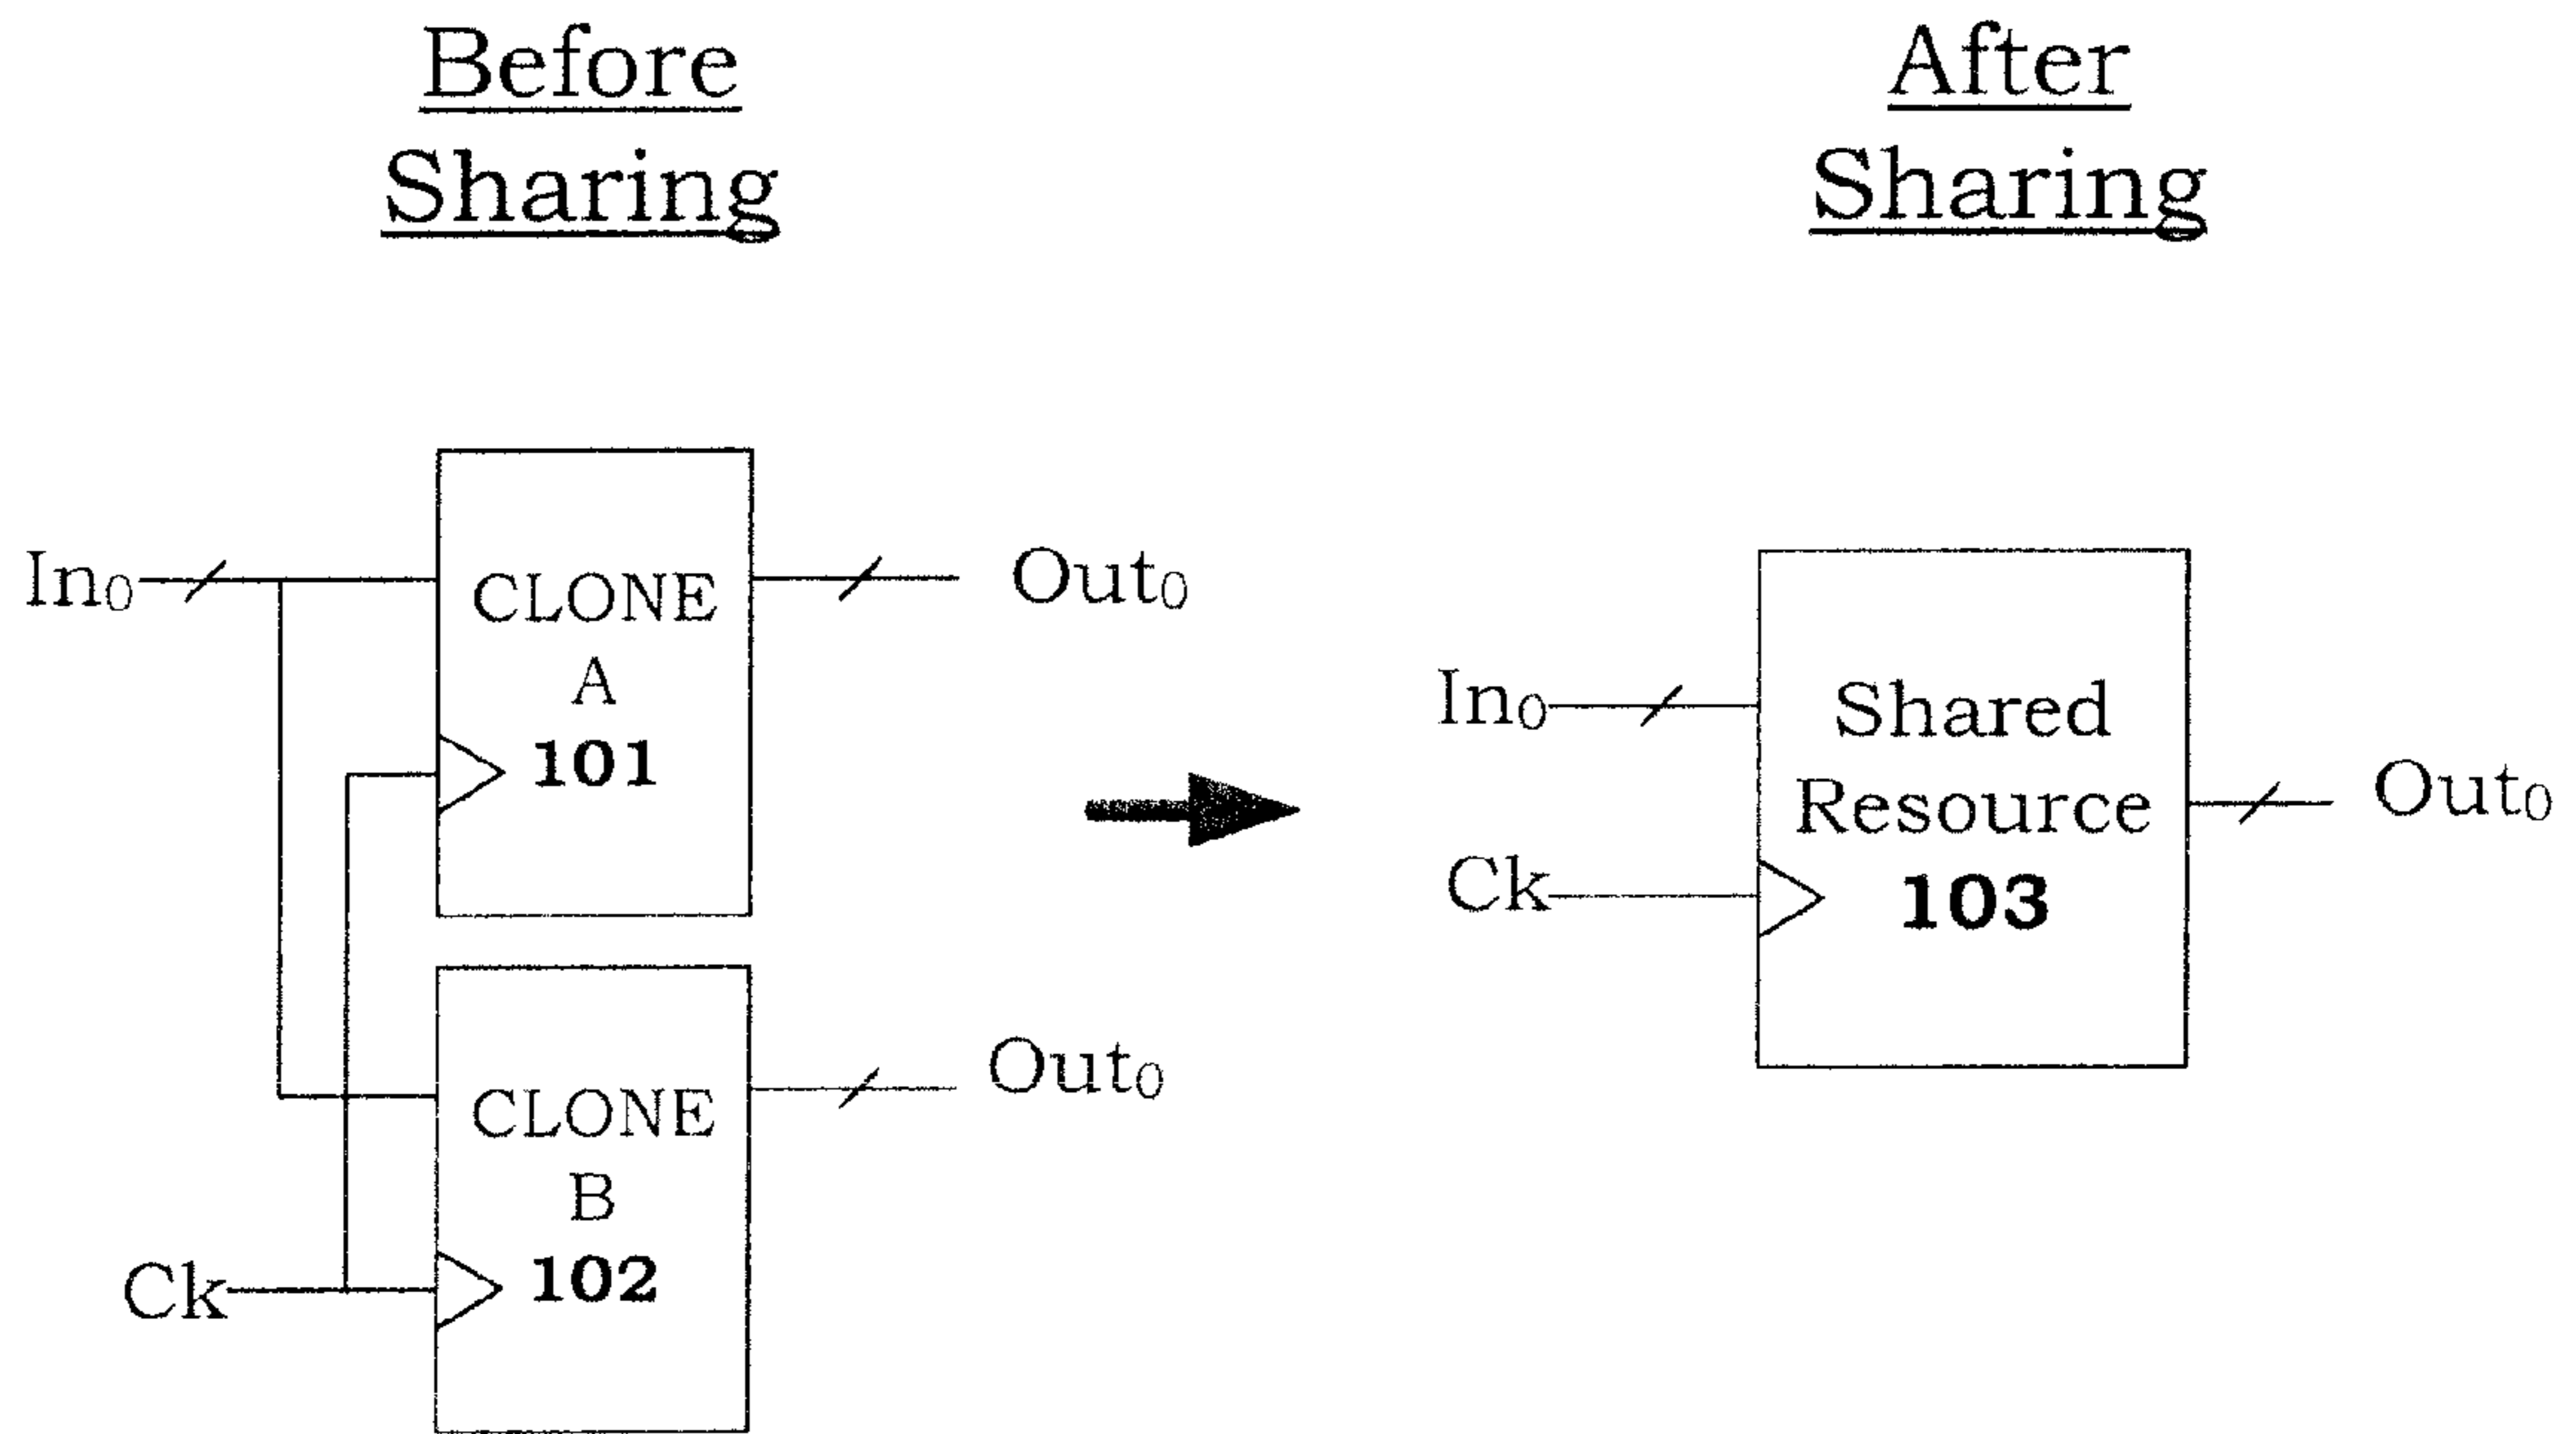 Before
Sharing
In0
CLONE
A
101
Out0
CLONE
B
102
Out0
Ck
After
Sharing
In0
Ck
Shared
Resource
103
Out0